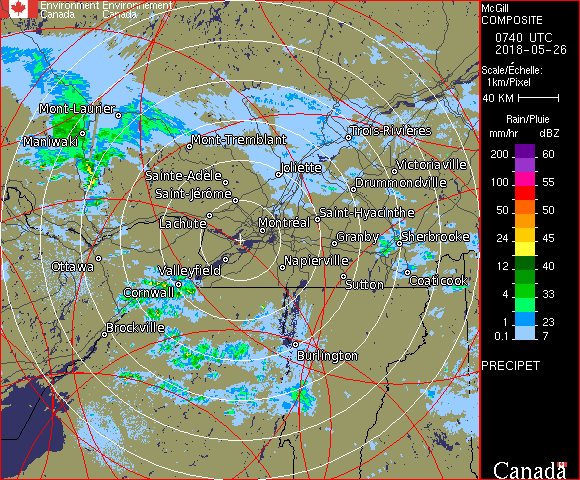 Environment Environnement
Canada Canada
McGill
COMPOSITE
0740 UTC
2018-05-26
Scale/Échelle:
1km/Pixel
40 KM
Rain/Pluie
mm/hr dBZ
200 60
100 55
50 50
24 45
12 40
4 33
2 23
0.1 7
PRECIPET
Canada
Mont-Laurier
Maniwaki
Mont-Tremblant
Trois-Rivières
Joliette
Victoriaville
Sainte-Adèle
Drummondville
Saint-Jérôme
Lachute
Saint-Hyacinthe
Montréal
Granby
Sherbrooke
Ottawa
Valleyfield
Napierville
Cornwall
Sutton
Coaticook
Brockville
Burlington